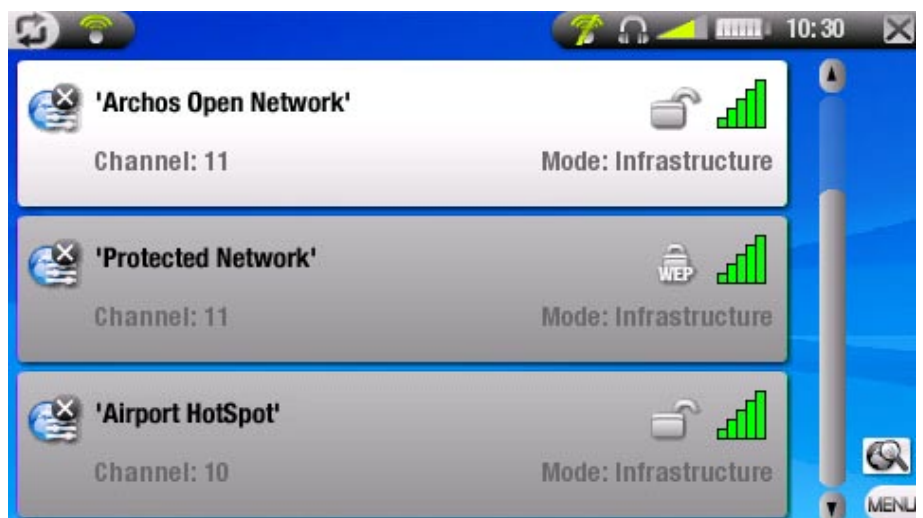 10:30
'Archos Open Network'
Channel: 11 Mode: Infrastructure
'Protected Network'
WEP
Channel: 11 Mode: Infrastructure
'Airport HotSpot'
Channel: 10 Mode: Infrastructure
MENU